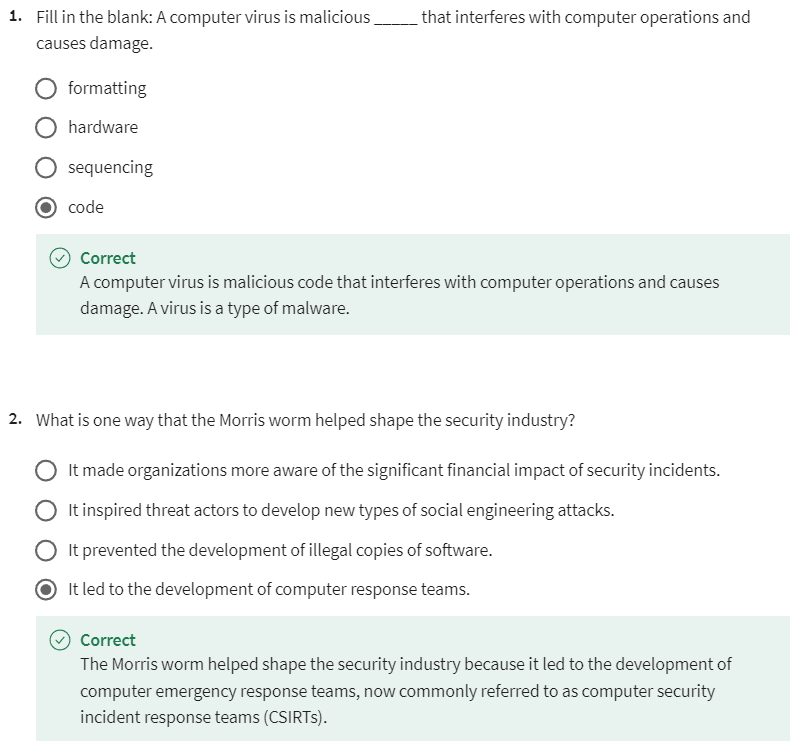 1. Fill in the blank: A computer virus is malicious _____ that interferes with computer operations and
causes damage.
formatting
hardware
sequencing
code
Correct
A computer virus is malicious code that interferes with computer operations and causes
damage. A virus is a type of malware.
2. What is one way that the Morris worm helped shape the security industry?
It made organizations more aware of the significant financial impact of security incidents.
It inspired threat actors to develop new types of social engineering attacks.
It prevented the development of illegal copies of software.
It led to the development of computer response teams.
Correct
The Morris worm helped shape the security industry because it led to the development of
computer emergency response teams, now commonly referred to as computer security
incident response teams (CSIRTs).